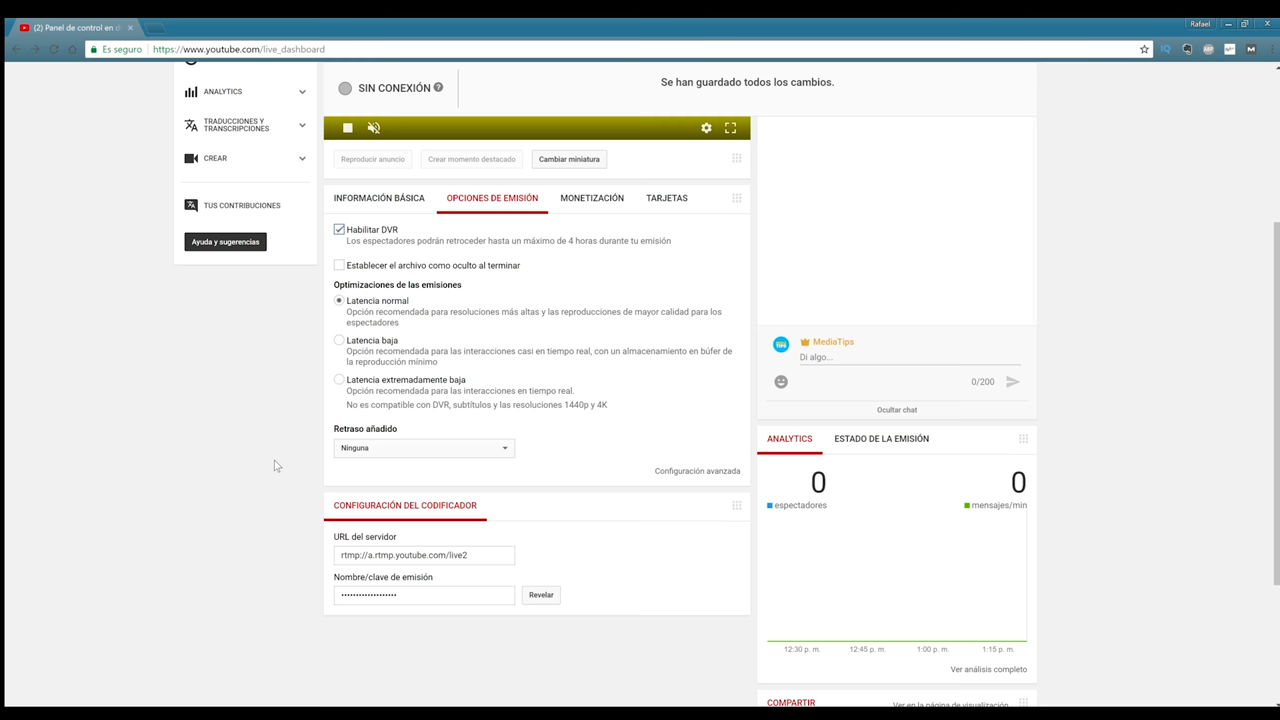 (2) Panel de control en d
Rafael
Es seguro
https://www.youtube.com/live_dashboard
ANALYTICS
TRADUCCIONES Y
TRANSCRIPCIONES
CREAR
TUS CONTRIBUCIONES
Ayuda y sugerencias
SIN CONEXIÓN
Se han guardado todos los cambios.
Reproducir anuncio
Crear momento destacado
Cambiar miniatura
INFORMACIÓN BÁSICA
OPCIONES DE EMISIÓN
MONETIZACIÓN
TARJETAS
Habilitar DVR
Los espectadores podrán retroceder hasta un máximo de 4 horas durante tu emisión
Establecer el archivo como oculto al terminar
Optimizaciones de las emisiones
Latencia normal
Opción recomendada para resoluciones más altas y las reproducciones de mayor calidad para los
espectadores
Latencia baja
Opción recomendada para las interacciones casi en tiempo real, con un almacenamiento en búfer de
la reproducción mínimo
Latencia extremadamente baja
Opción recomendada para las interacciones en tiempo real.
No es compatible con DVR, subtítulos y las resoluciones 1440p y 4K
Retraso añadido
Ninguna
Configuración avanzada
CONFIGURACIÓN DEL CODIFICADOR
URL del servidor
rtmp://a.rtmp.youtube.com/live2
Nombre/clave de emisión
Revelar
MediaTips
Di algo...
0/200
Ocultar chat
ANALYTICS
ESTADO DE LA EMISIÓN
0
0
espectadores
mensajes/min
12:30 p. m.
12:45 p. m.
1:00 p. m.
1:15 p. m.
Ver análisis completo
COMPARTIR
Ver en la página de visualización